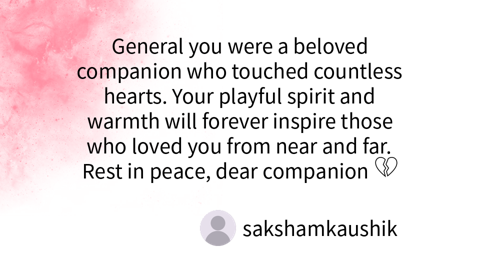 General you were a beloved
companion who touched countless
hearts. Your playful spirit and
warmth will forever inspire those
who loved you from near and far.
Rest in peace, dear companion 💔
sakshamkaushik